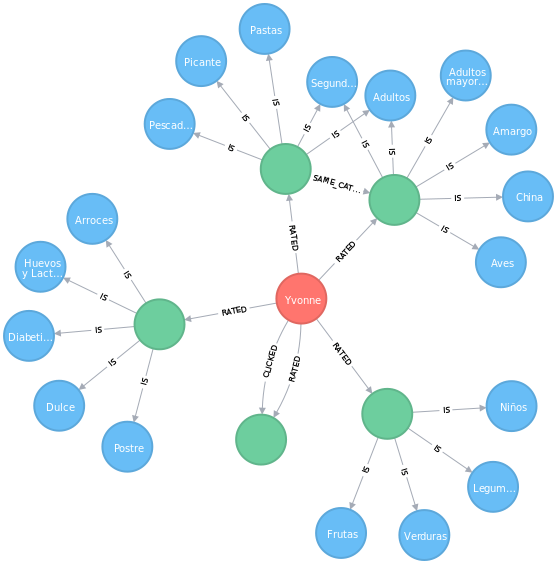 Pastas
Picante
Segund...
Adultos
mayor...
Adultos
Pescad...
Amargo
China
Aves
IS
IS
IS
IS
IS
IS
IS
IS
IS
IS
IS
SAME_CAT...
RATED
RATED
Arroces
Huevos
y Lact...
Diabeti...
Dulce
Postre
IS
IS
IS
IS
IS
RATED
Yvonne
CLICKED
RATED
RATED
Niños
Legum...
Verduras
Frutas
IS
IS
IS
IS